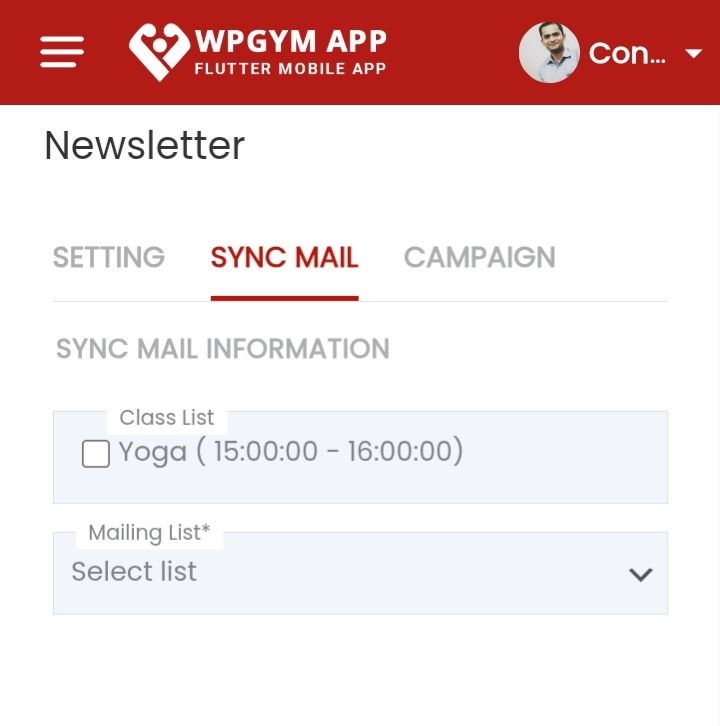 WPGYM APP
FLUTTER MOBILE APP
Con...
Newsletter
SETTING SYNC MAIL CAMPAIGN
SYNC MAIL INFORMATION
Class List
Yoga ( 15:00:00 - 16:00:00)
Mailing List*
Select list